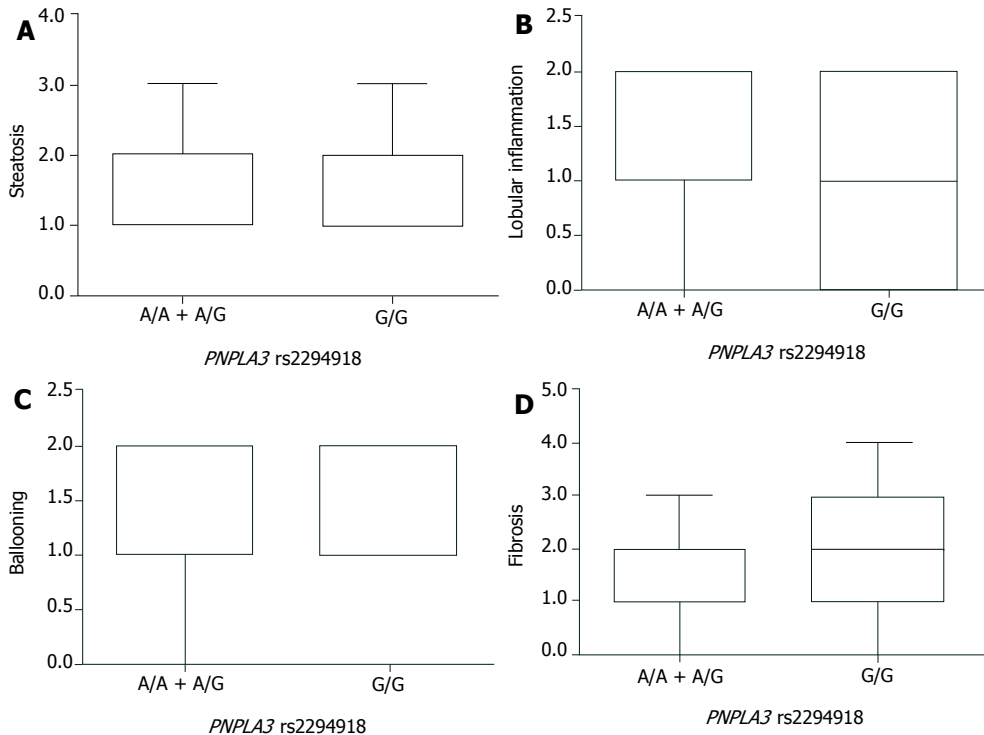 A
4.0
3.0
2.0
1.0
0.0
Steatosis
A/A + A/G
G/G
PNPLA3 rs2294918
B
2.5
2.0
1.5
1.0
0.5
0.0
Lobular inflammation
A/A + A/G
G/G
PNPLA3 rs2294918
C
2.5
2.0
1.5
1.0
0.5
0.0
Ballooning
A/A + A/G
G/G
PNPLA3 rs2294918
D
5.0
4.0
3.0
2.0
1.0
0.0
Fibrosis
A/A + A/G
G/G
PNPLA3 rs2294918